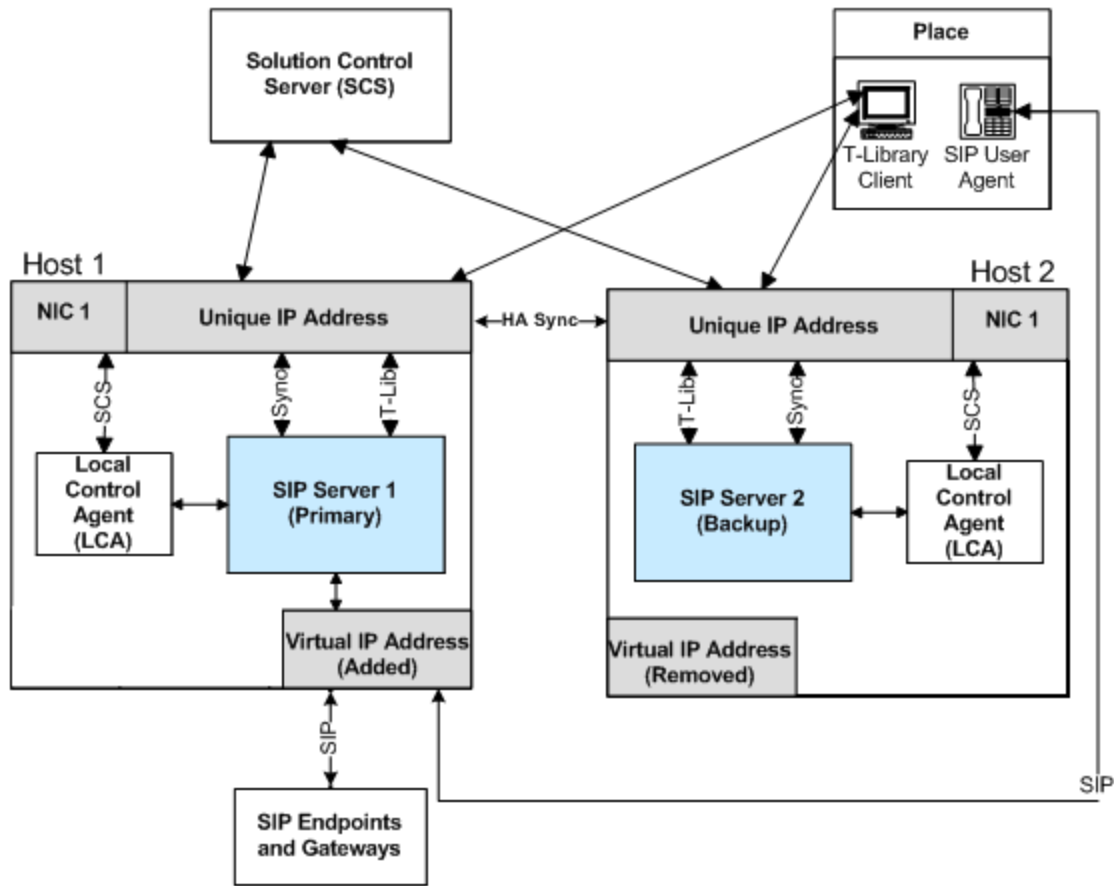 Solution Control
Server (SCS)
Place
T-Library
Client
SIP User
Agent
Host 1
NIC 1
Unique IP Address
HA Sync
Host 2
Unique IP Address
NIC 1
SCS
Sync
T-Lib
T-Lib
Sync
SCS
Local
Control
Agent
(LCA)
SIP Server 1
(Primary)
SIP Server 2
(Backup)
Local
Control
Agent
(LCA)
Virtual IP Address
(Added)
Virtual IP Address
(Removed)
SIP
SIP
SIP Endpoints
and Gateways